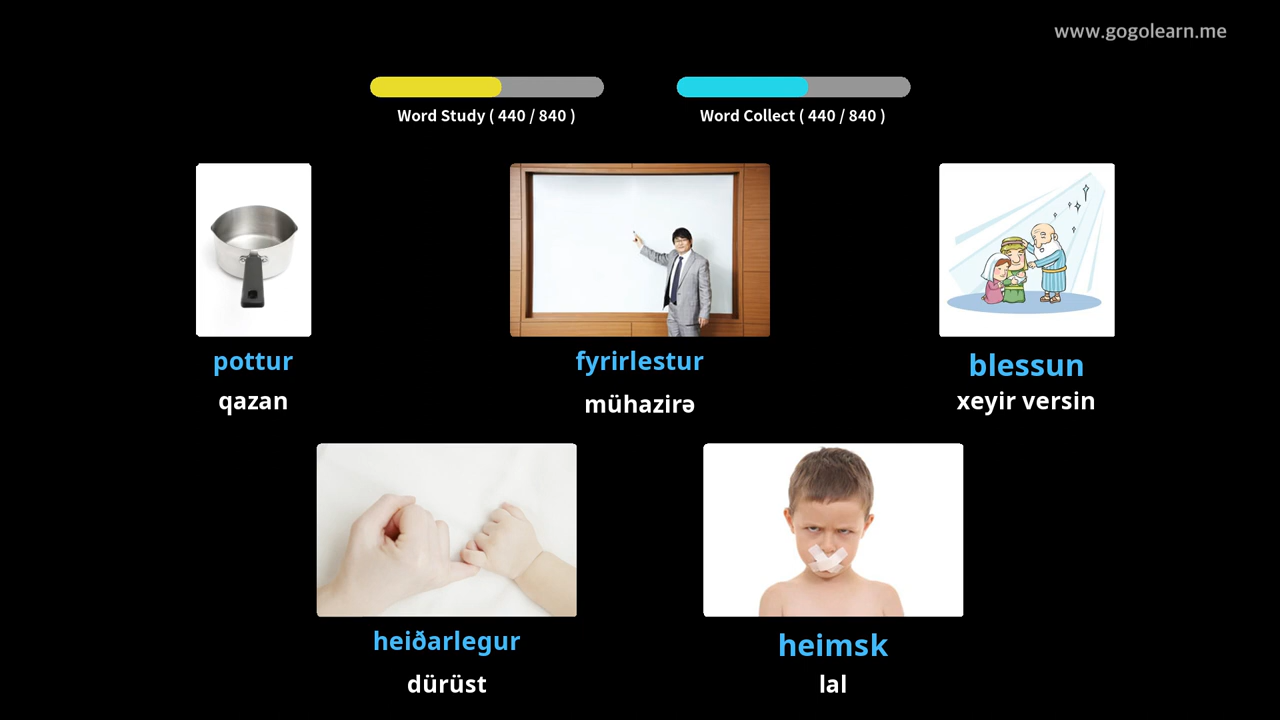 www.gogolearn.me
Word Study ( 440 / 840 )
Word Collect ( 440 / 840 )
pottur
qazan
fyrirlestur
mühazirə
blessun
xeyir versin
heiðarlegur
dürüst
heimsk
lal